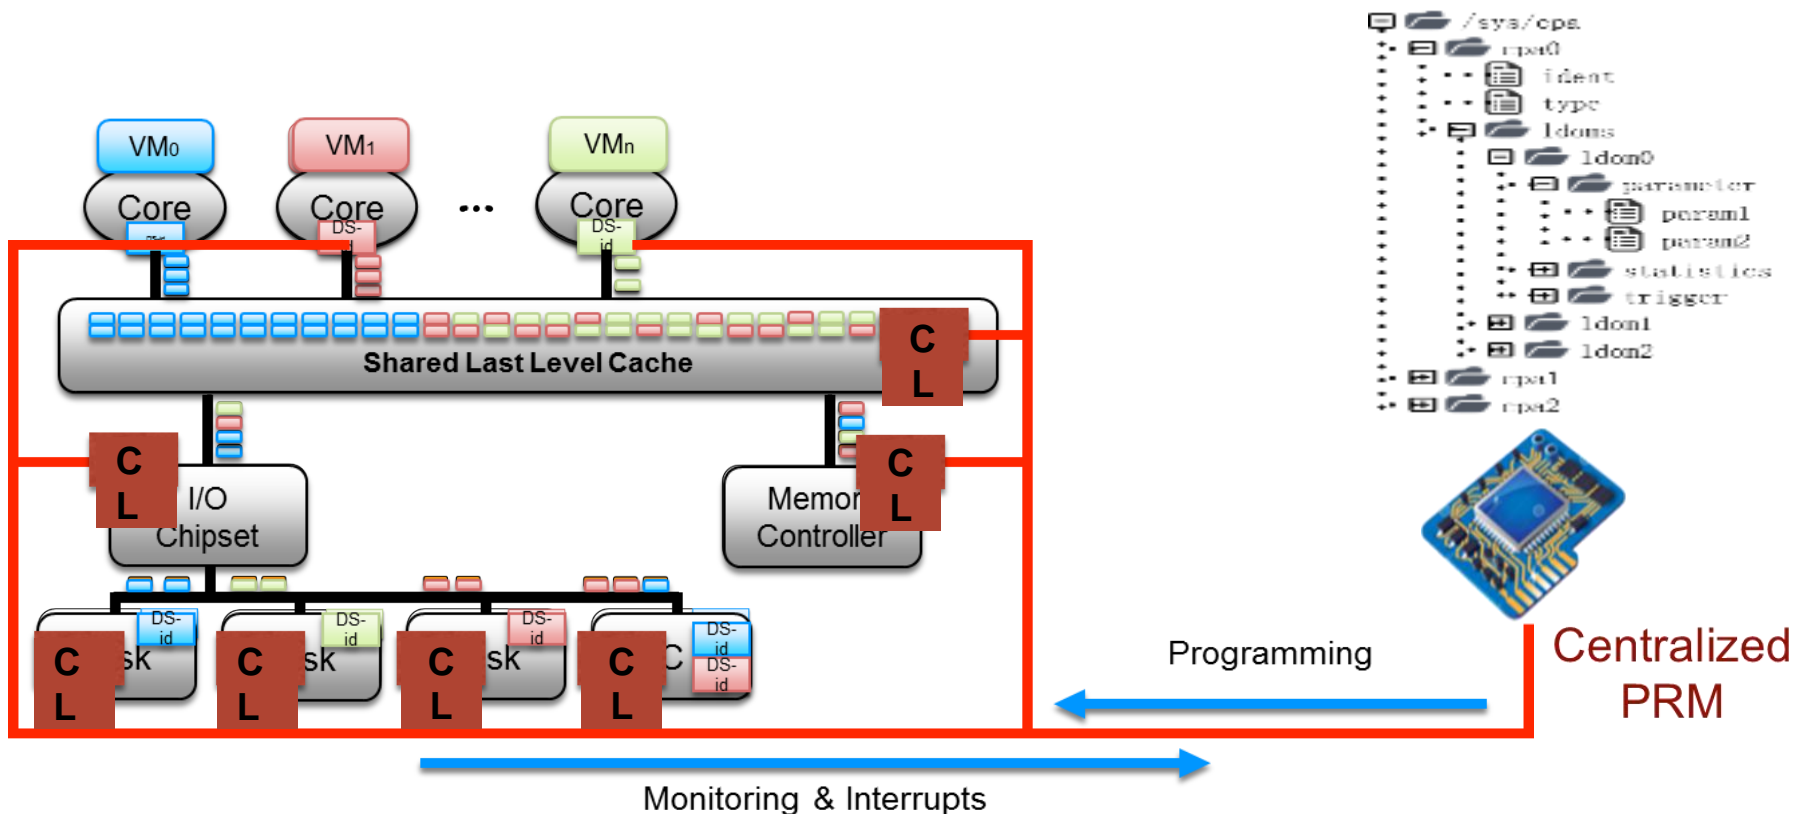 /sys/cpa
cpa0
ident
type
ldoms
ldom0
parameter
param1
param2
statistics
trigger
ldom1
ldom2
cpa1
cpa2
VM0
VM1
VMn
Core
Core
...
Core
DS-
id
DS-
id
Shared Last Level Cache
C
L
C
L
I/O
Chipset
C
L
Memor
Controller
DS-
id
DS-
id
DS-
id
DS-
id
DS-
id
C
L
sk
C
L
sk
C
L
sk
C
L
C
Programming
Centralized
PRM
Monitoring & Interrupts